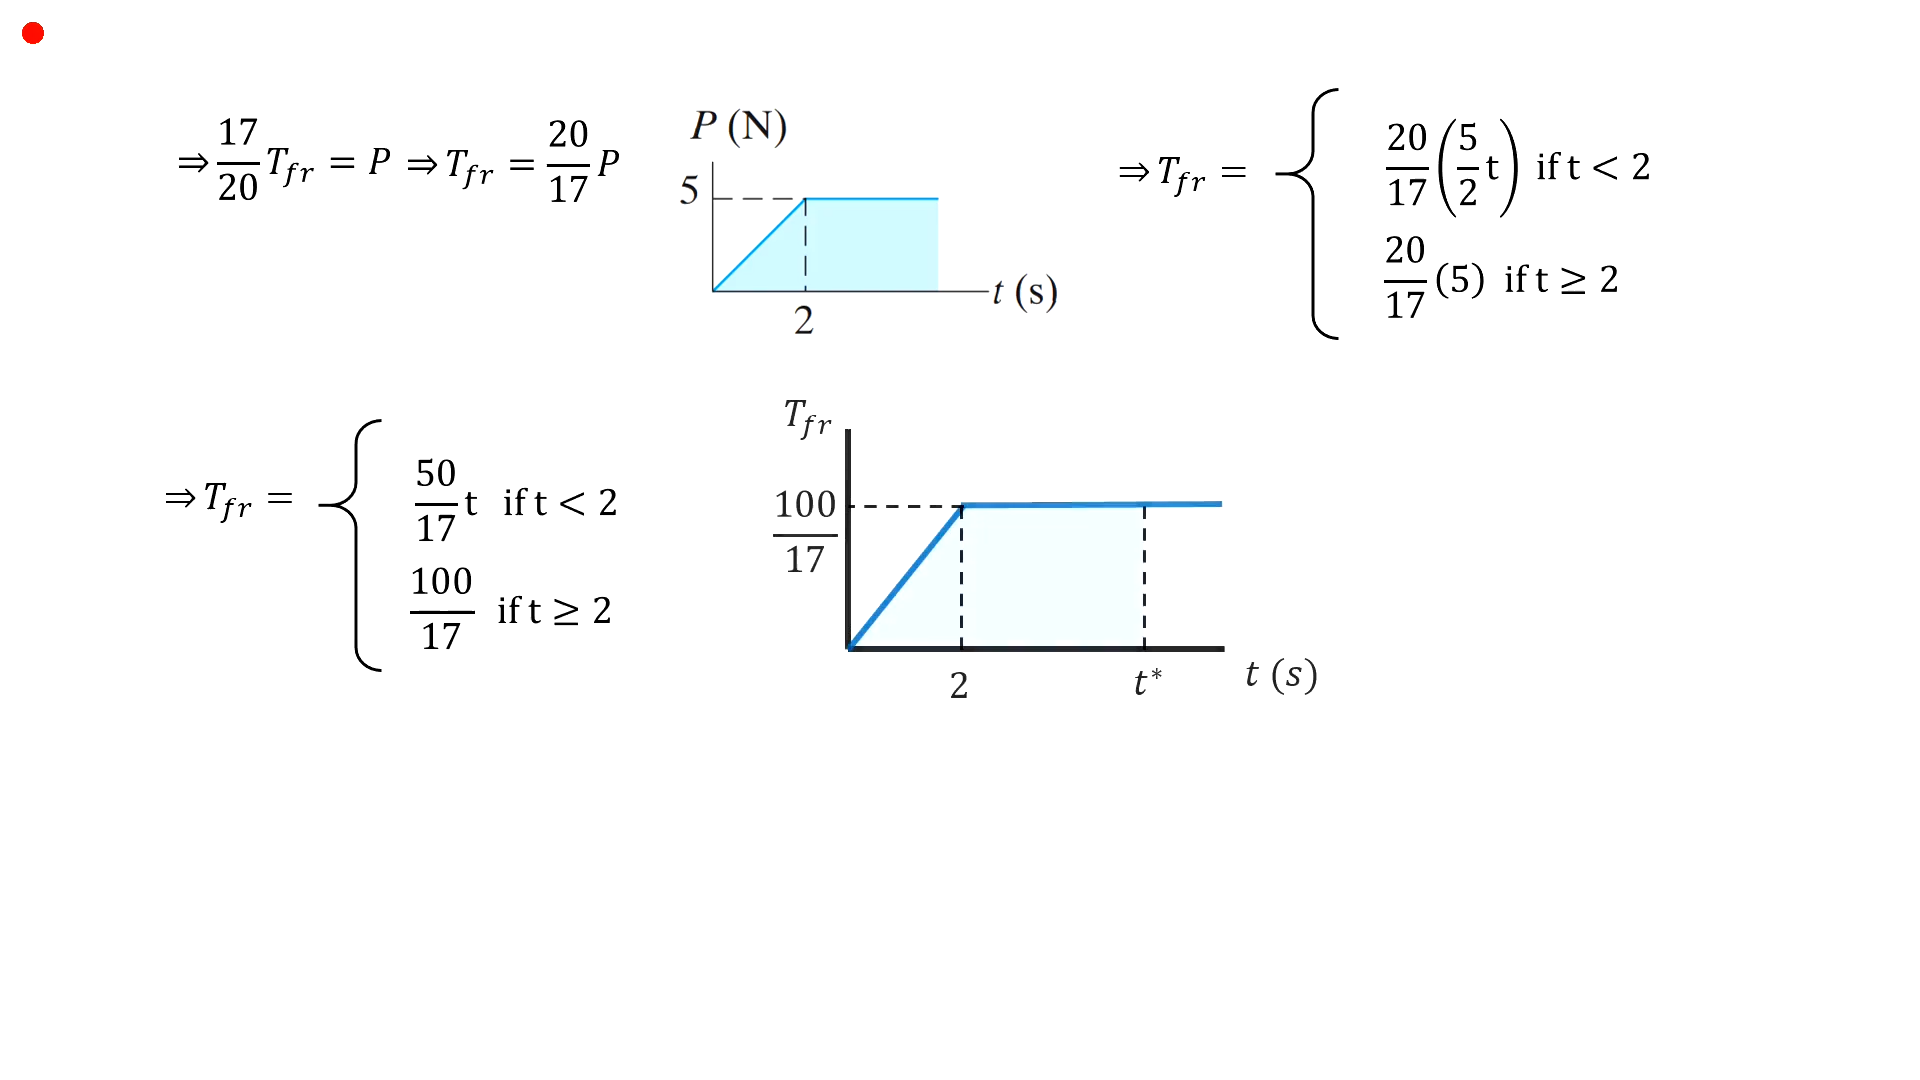 ⇒ 17/20 T_fr = P ⇒ T_fr = 20/17 P
P (N)
5
2
t (s)
⇒ T_fr = { 20/17 (5/2 t) if t < 2
20/17 (5) if t ≥ 2
⇒ T_fr = { 50/17 t if t < 2
100/17 if t ≥ 2
T_fr
100/17
2
t*
t (s)